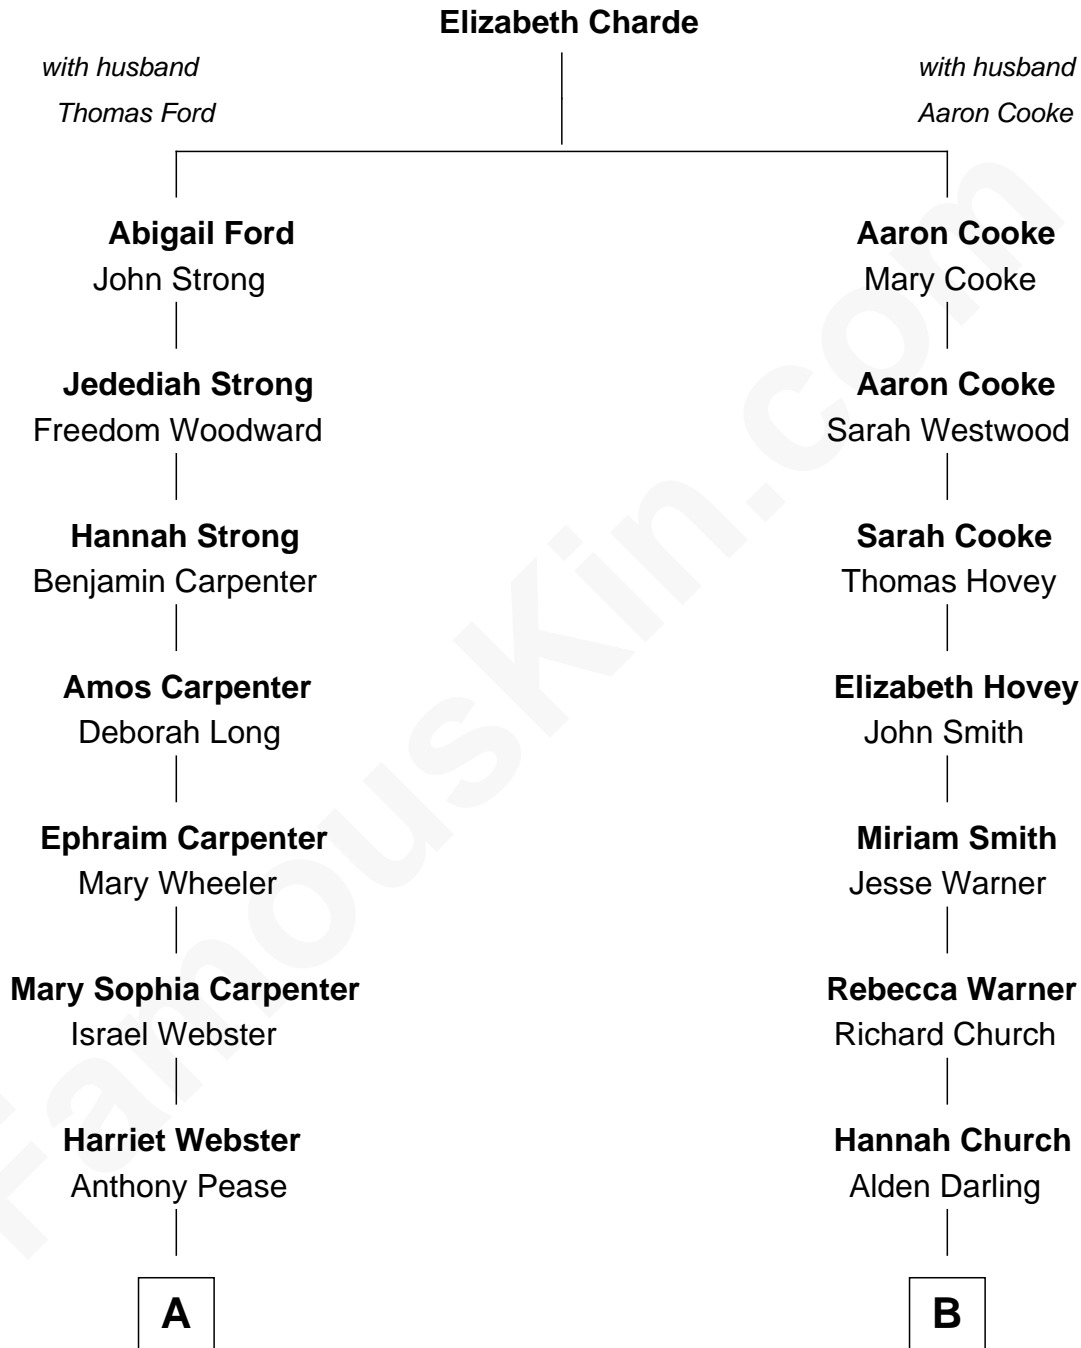 Elizabeth Charde
with husband
Thomas Ford
with husband
Aaron Cooke
Abigail Ford
John Strong
Aaron Cooke
Mary Cooke
Jedediah Strong
Freedom Woodward
Aaron Cooke
Sarah Westwood
Hannah Strong
Benjamin Carpenter
Sarah Cooke
Thomas Hovey
Amos Carpenter
Deborah Long
Elizabeth Hovey
John Smith
Ephraim Carpenter
Mary Wheeler
Miriam Smith
Jesse Warner
Mary Sophia Carpenter
Israel Webster
Rebecca Warner
Richard Church
Harriet Webster
Anthony Pease
Hannah Church
Alden Darling
A
B
FamousKin.com